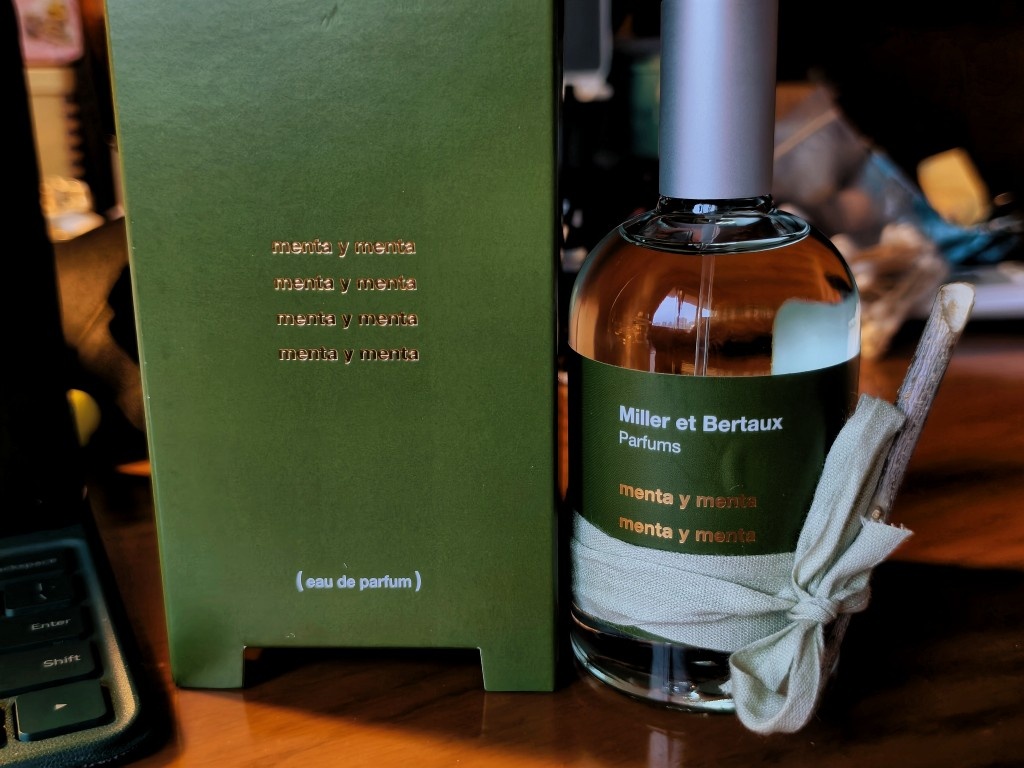 menta y menta
menta y menta
menta y menta
menta y menta
( eau de parfum )
Miller et Bertaux
Parfums
menta y menta
menta y menta
Enter
Shift